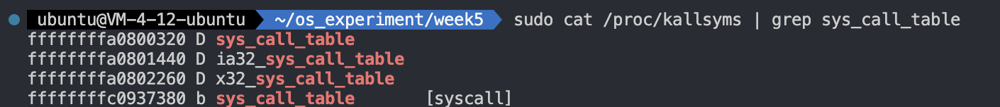 ubuntu@VM-4-12-ubuntu ~/os_experiment/week5 sudo cat /proc/kallsyms | grep sys_call_table
ffffffffa0800320 D sys_call_table
ffffffffa0801440 D ia32_sys_call_table
ffffffffa0802260 D x32_sys_call_table
ffffffffc0937380 b sys_call_table [syscall]